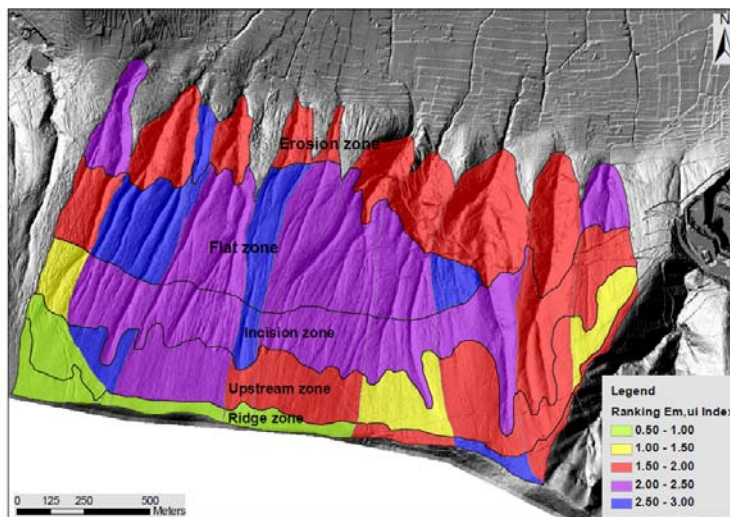 N
Erosion zone
Flat zone
Incision zone
Upstream zone
Ridge zone
Legend
Ranking Em,ui Index
0.50 - 1.00
1.00 - 1.50
1.50 - 2.00
2.00 - 2.50
2.50 - 3.00
0 125 250 500
Meters